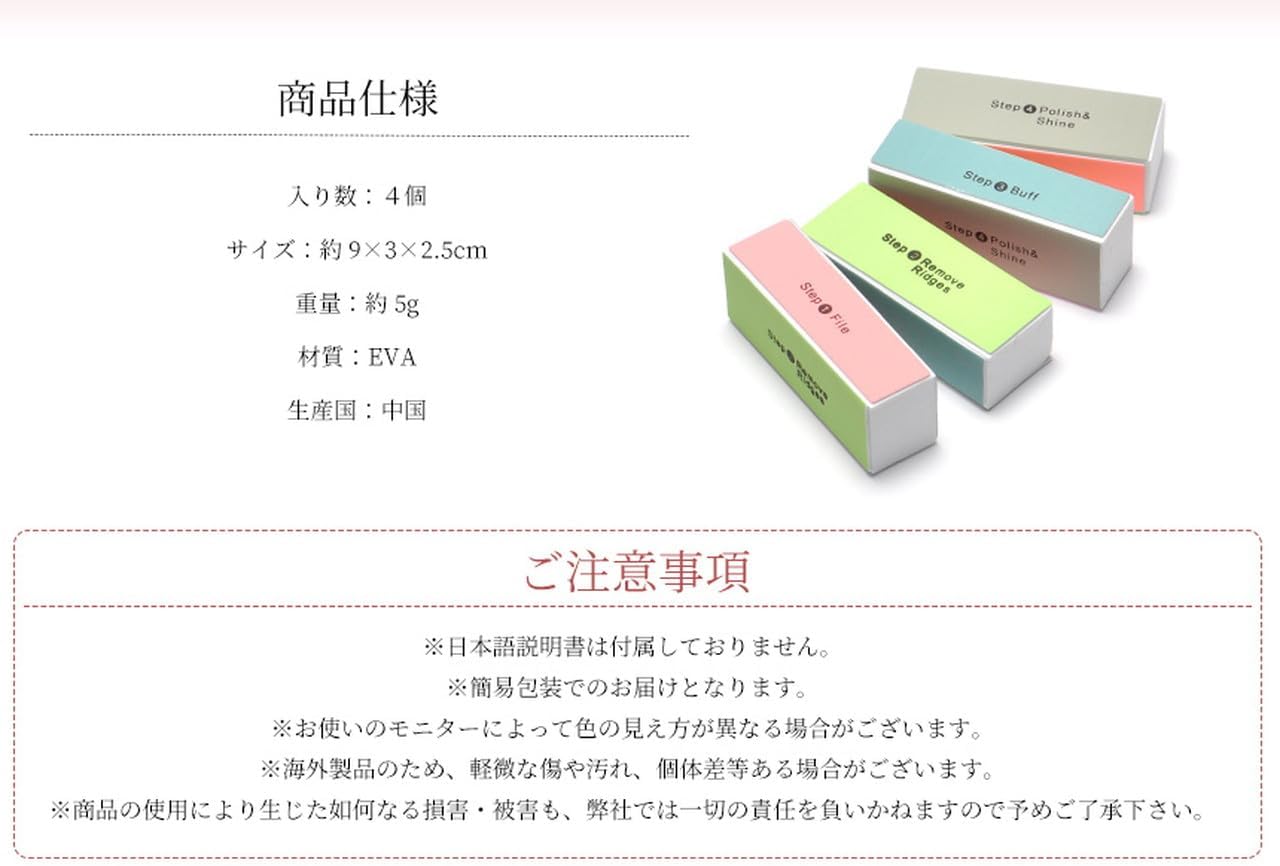 商品仕様
入り数：４個
サイズ：約 9×3×2.5cm
重量：約 5g
材質：EVA
生産国：中国
Step 4 Polish&
Shine
Step 3 Buff
Step 4 Polish&
Shine
Step 2 Remove
Ridges
Step 1 File
Step 2 Remove
Ridges
ご注意事項
※日本語説明書は付属しておりません。
※簡易包装でのお届けとなります。
※お使いのモニターによって色の見え方が異なる場合がございます。
※海外製品のため、軽微な傷や汚れ、個体差等ある場合がございます。
※商品の使用により生じた如何なる損害・被害も、弊社では一切の責任を負いかねますので予めご了承下さい。